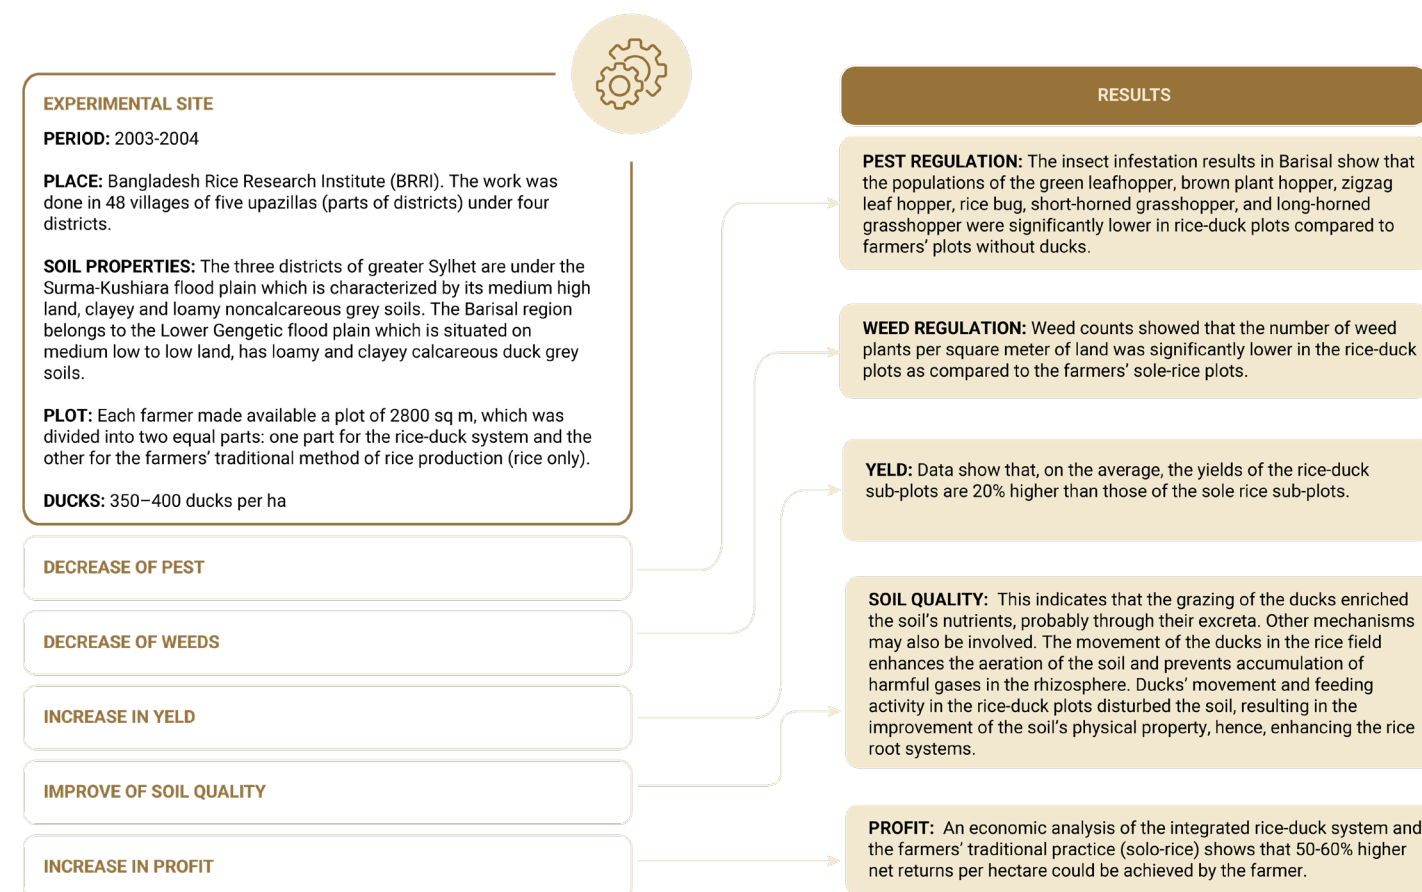 EXPERIMENTAL SITE
PERIOD: 2003-2004
PLACE: Bangladesh Rice Research Institute (BRRI). The work was
done in 48 villages of five upazillas (parts of districts) under four
districts.
SOIL PROPERTIES: The three districts of greater Sylhet are under the
Surma-Kushiara flood plain which is characterized by its medium high
land, clayey and loamy noncalcareous grey soils. The Barisal region
belongs to the Lower Gengetic flood plain which is situated on
medium low to low land, has loamy and clayey calcareous duck grey
soils.
PLOT: Each farmer made available a plot of 2800 sq m, which was
divided into two equal parts: one part for the rice-duck system and the
other for the farmers’ traditional method of rice production (rice only).
DUCKS: 350–400 ducks per ha
DECREASE OF PEST
DECREASE OF WEEDS
INCREASE IN YELD
IMPROVE OF SOIL QUALITY
INCREASE IN PROFIT
RESULTS
PEST REGULATION: The insect infestation results in Barisal show that
the populations of the green leafhopper, brown plant hopper, zigzag
leaf hopper, rice bug, short-horned grasshopper, and long-horned
grasshopper were significantly lower in rice-duck plots compared to
farmers’ plots without ducks.
WEED REGULATION: Weed counts showed that the number of weed
plants per square meter of land was significantly lower in the rice-duck
plots as compared to the farmers’ sole-rice plots.
YELD: Data show that, on the average, the yields of the rice-duck
sub-plots are 20% higher than those of the sole rice sub-plots.
SOIL QUALITY: This indicates that the grazing of the ducks enriched
the soil’s nutrients, probably through their excreta. Other mechanisms
may also be involved. The movement of the ducks in the rice field
enhances the aeration of the soil and prevents accumulation of
harmful gases in the rhizosphere. Ducks’ movement and feeding
activity in the rice-duck plots disturbed the soil, resulting in the
improvement of the soil’s physical property, hence, enhancing the rice
root systems.
PROFIT: An economic analysis of the integrated rice-duck system and
the farmers’ traditional practice (solo-rice) shows that 50-60% higher
net returns per hectare could be achieved by the farmer.